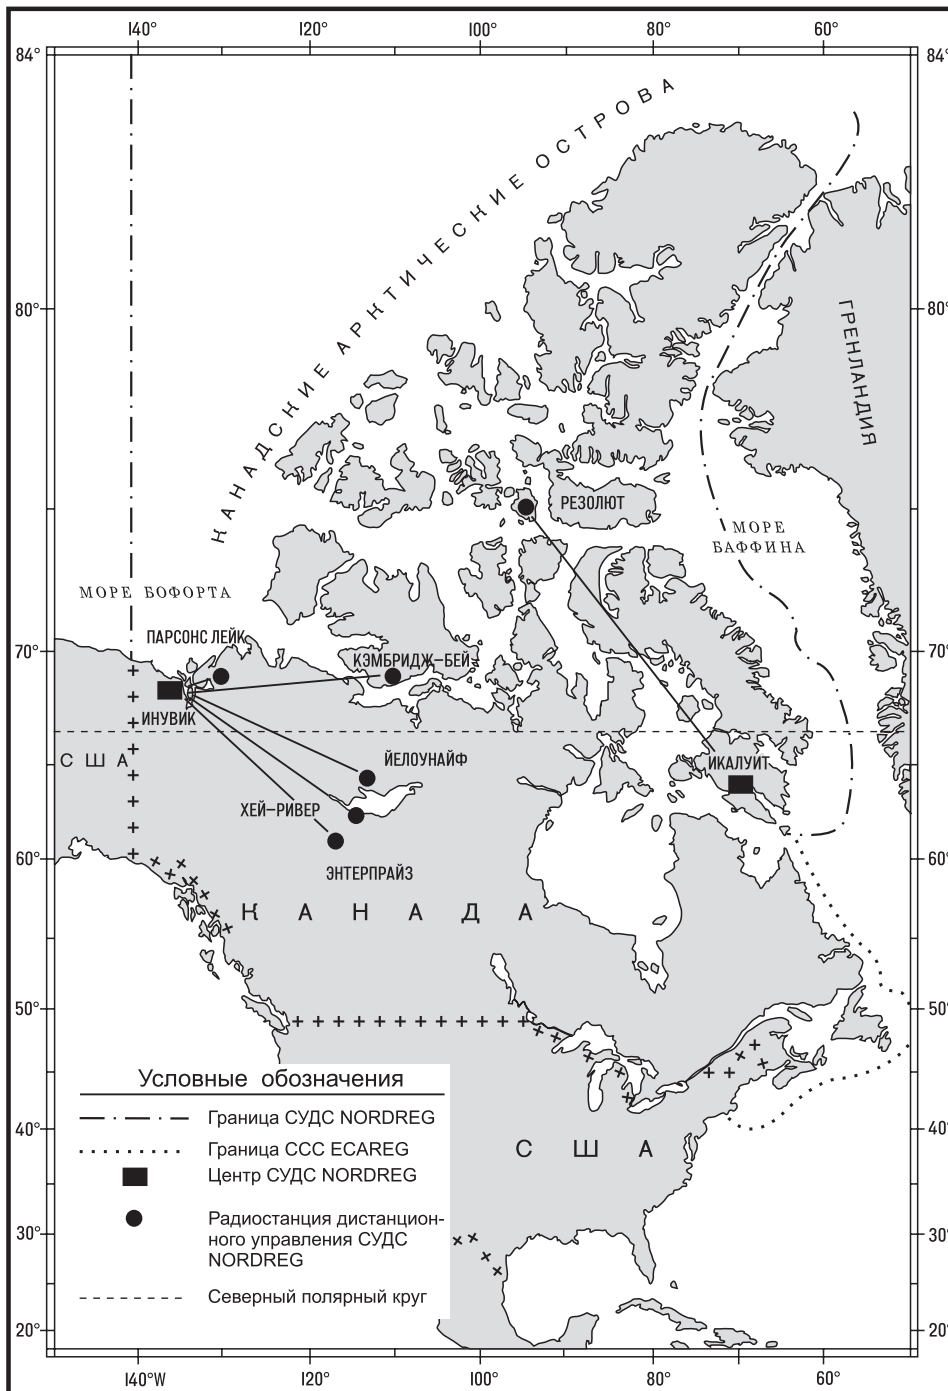 140° 120° 100° 80° 60°
84° 84°
КАНАДСКИЕ АРКТИЧЕСКИЕ ОСТРОВА
80° 80°
ГРЕНЛАНДИЯ
РЕЗОЛЮТ
МОРЕ
БАФФИНА
МОРЕ БОФОРТА
ПАРСОНС ЛЕЙК
70° 70°
КЭМБРИДЖ–БЕЙ
ИНУВИК
США
ЙЕЛОУНАЙФ
ИКАЛУИТ
ХЕЙ–РИВЕР
60° 60°
ЭНТЕРПРАЙЗ
КАНАДА
50° 50°
Условные обозначения
Граница СУДС NORDREG
40° 40°
Граница ССС ECAREG
США
Центр СУДС NORDREG
Радиостанция дистанцион-
30° 30°
ного управления СУДС
NORDREG
Северный полярный круг
20° 20°
140°W 120° 100° 80° 60°